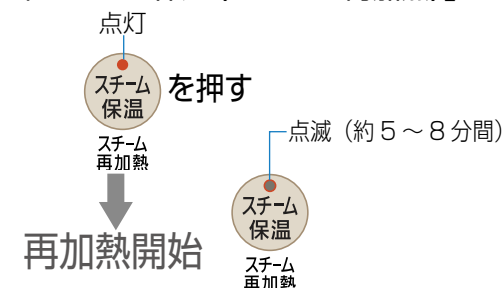 点灯
スチーム
保温
を押す
スチーム
再加熱
再加熱開始
点滅（約5～8分間）
スチーム
保温
スチーム
再加熱